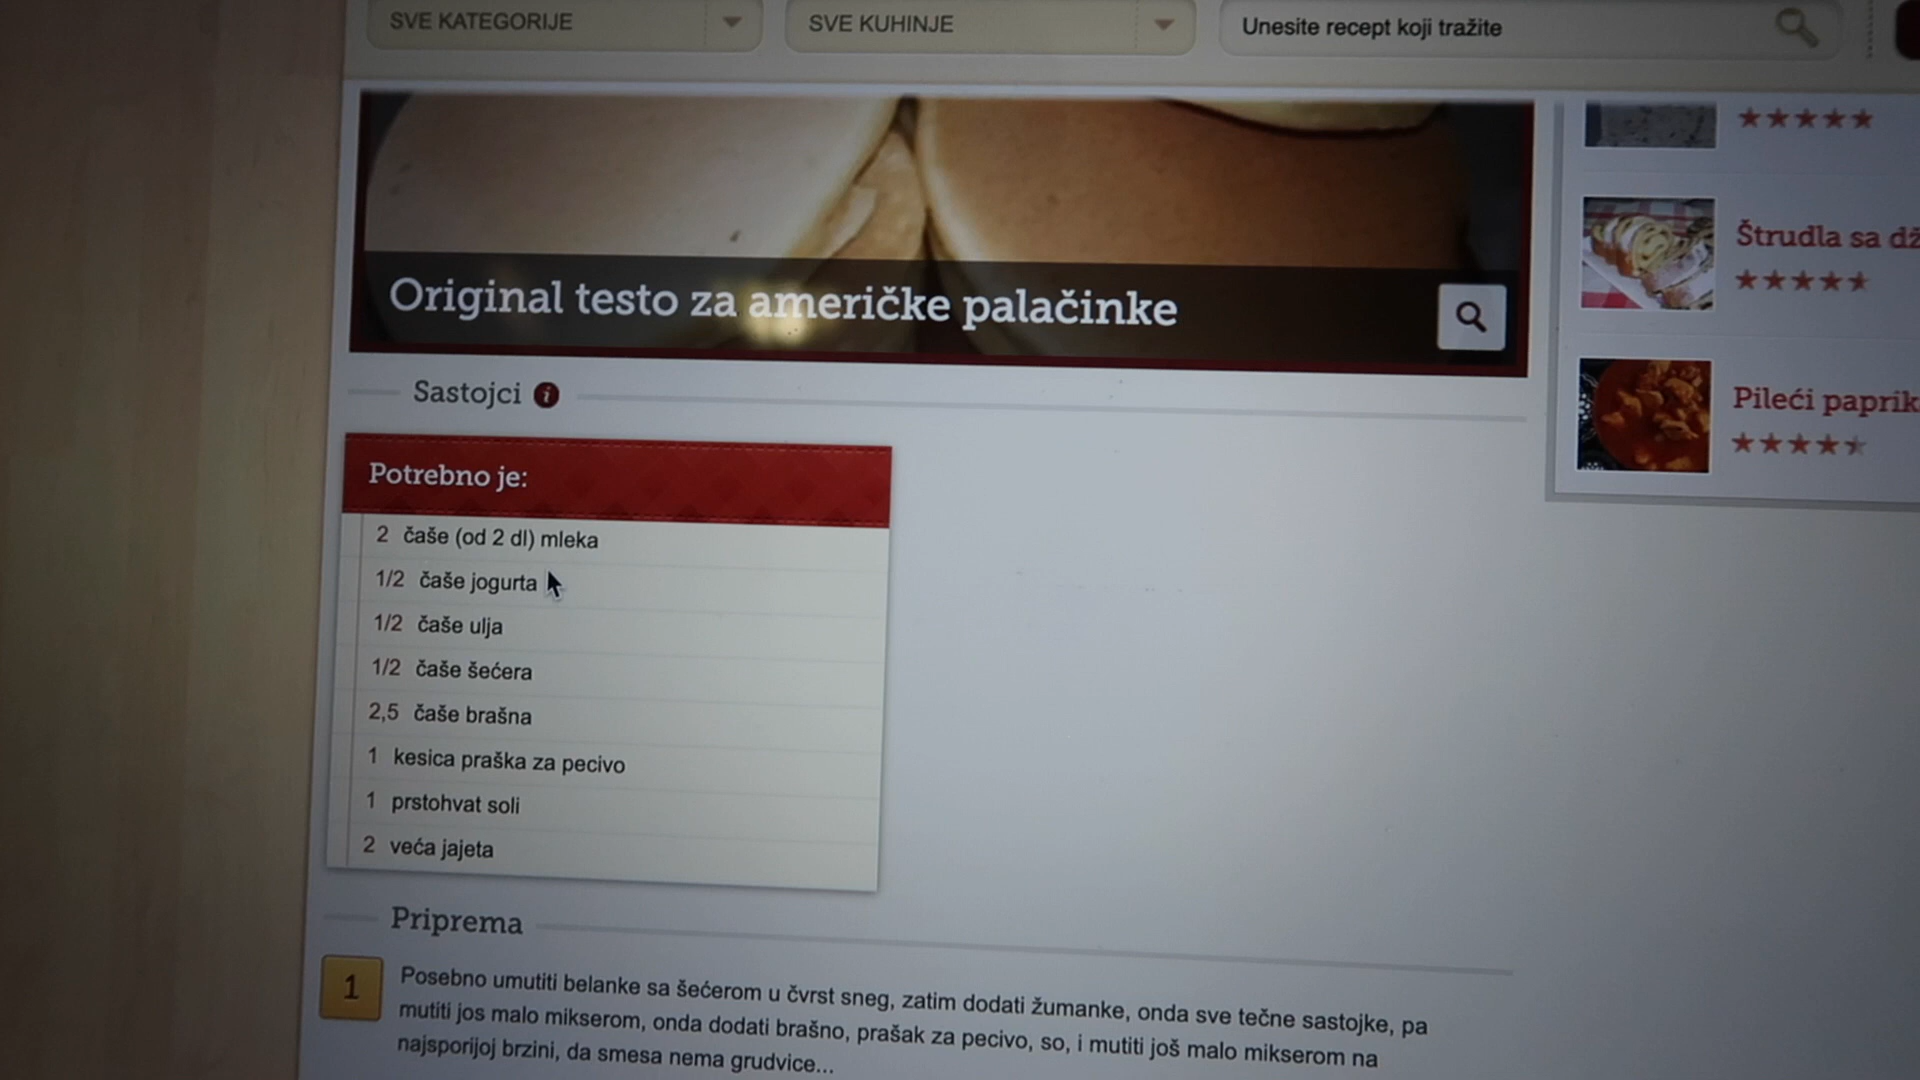 SVE KATEGORIJE
SVE KUHINJE
Unesite recept koji tražite
Original testo za američke palačinke
Štrudla sa
Pileći
Sastojci i
Potrebno je:
2 čaše (od 2 dl) mleka
1/2 čaše jogurta
1/2 čaše ulja
1/2 čaše šećera
2,5 čaše brašna
1 kesica praška za pecivo
1 prstohvat soli
2 veća jajeta
Priprema
1
Posebno umutiti belanke sa šećerom u čvrst sneg, zatim dodati žumanke, onda sve tečne sastojke, pa
mutiti jos malo mikserom, onda dodati brašno, prašak za pecivo, so, i mutiti još malo mikserom na
najsporijoj brzini, da smesa nema grudvice...